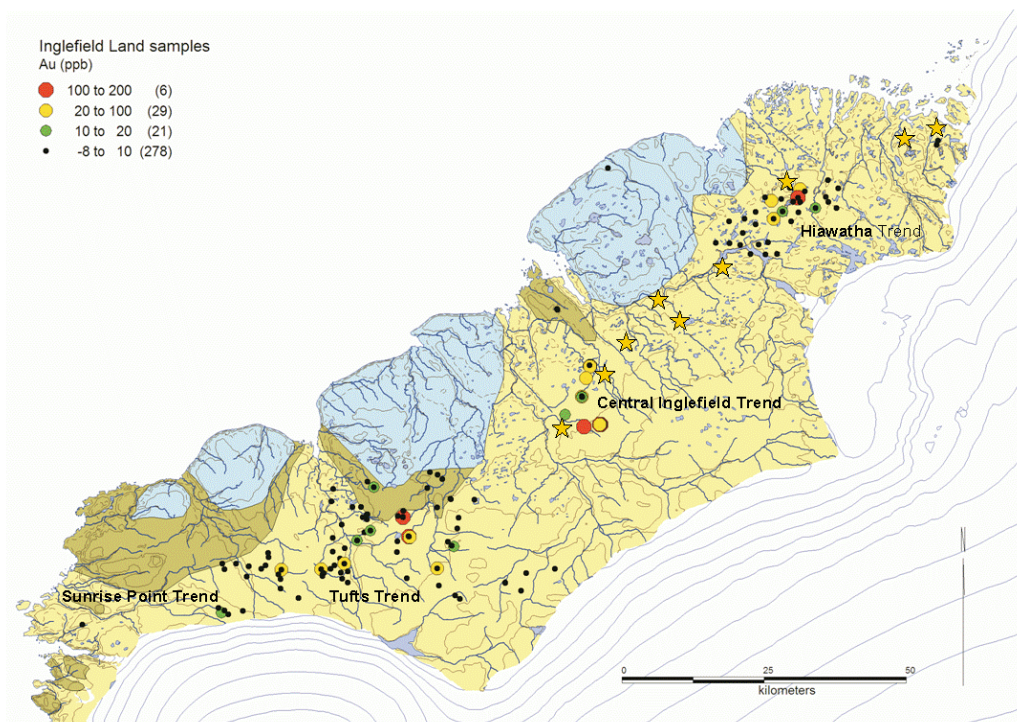 Inglefield Land samples
Au (ppb)
100 to 200 (6)
20 to 100 (29)
10 to 20 (21)
-8 to 10 (278)
Hiawatha Trend
Central Inglefield Trend
Sunrise Point Trend
Tufts Trend
N
0 25 50
kilometers